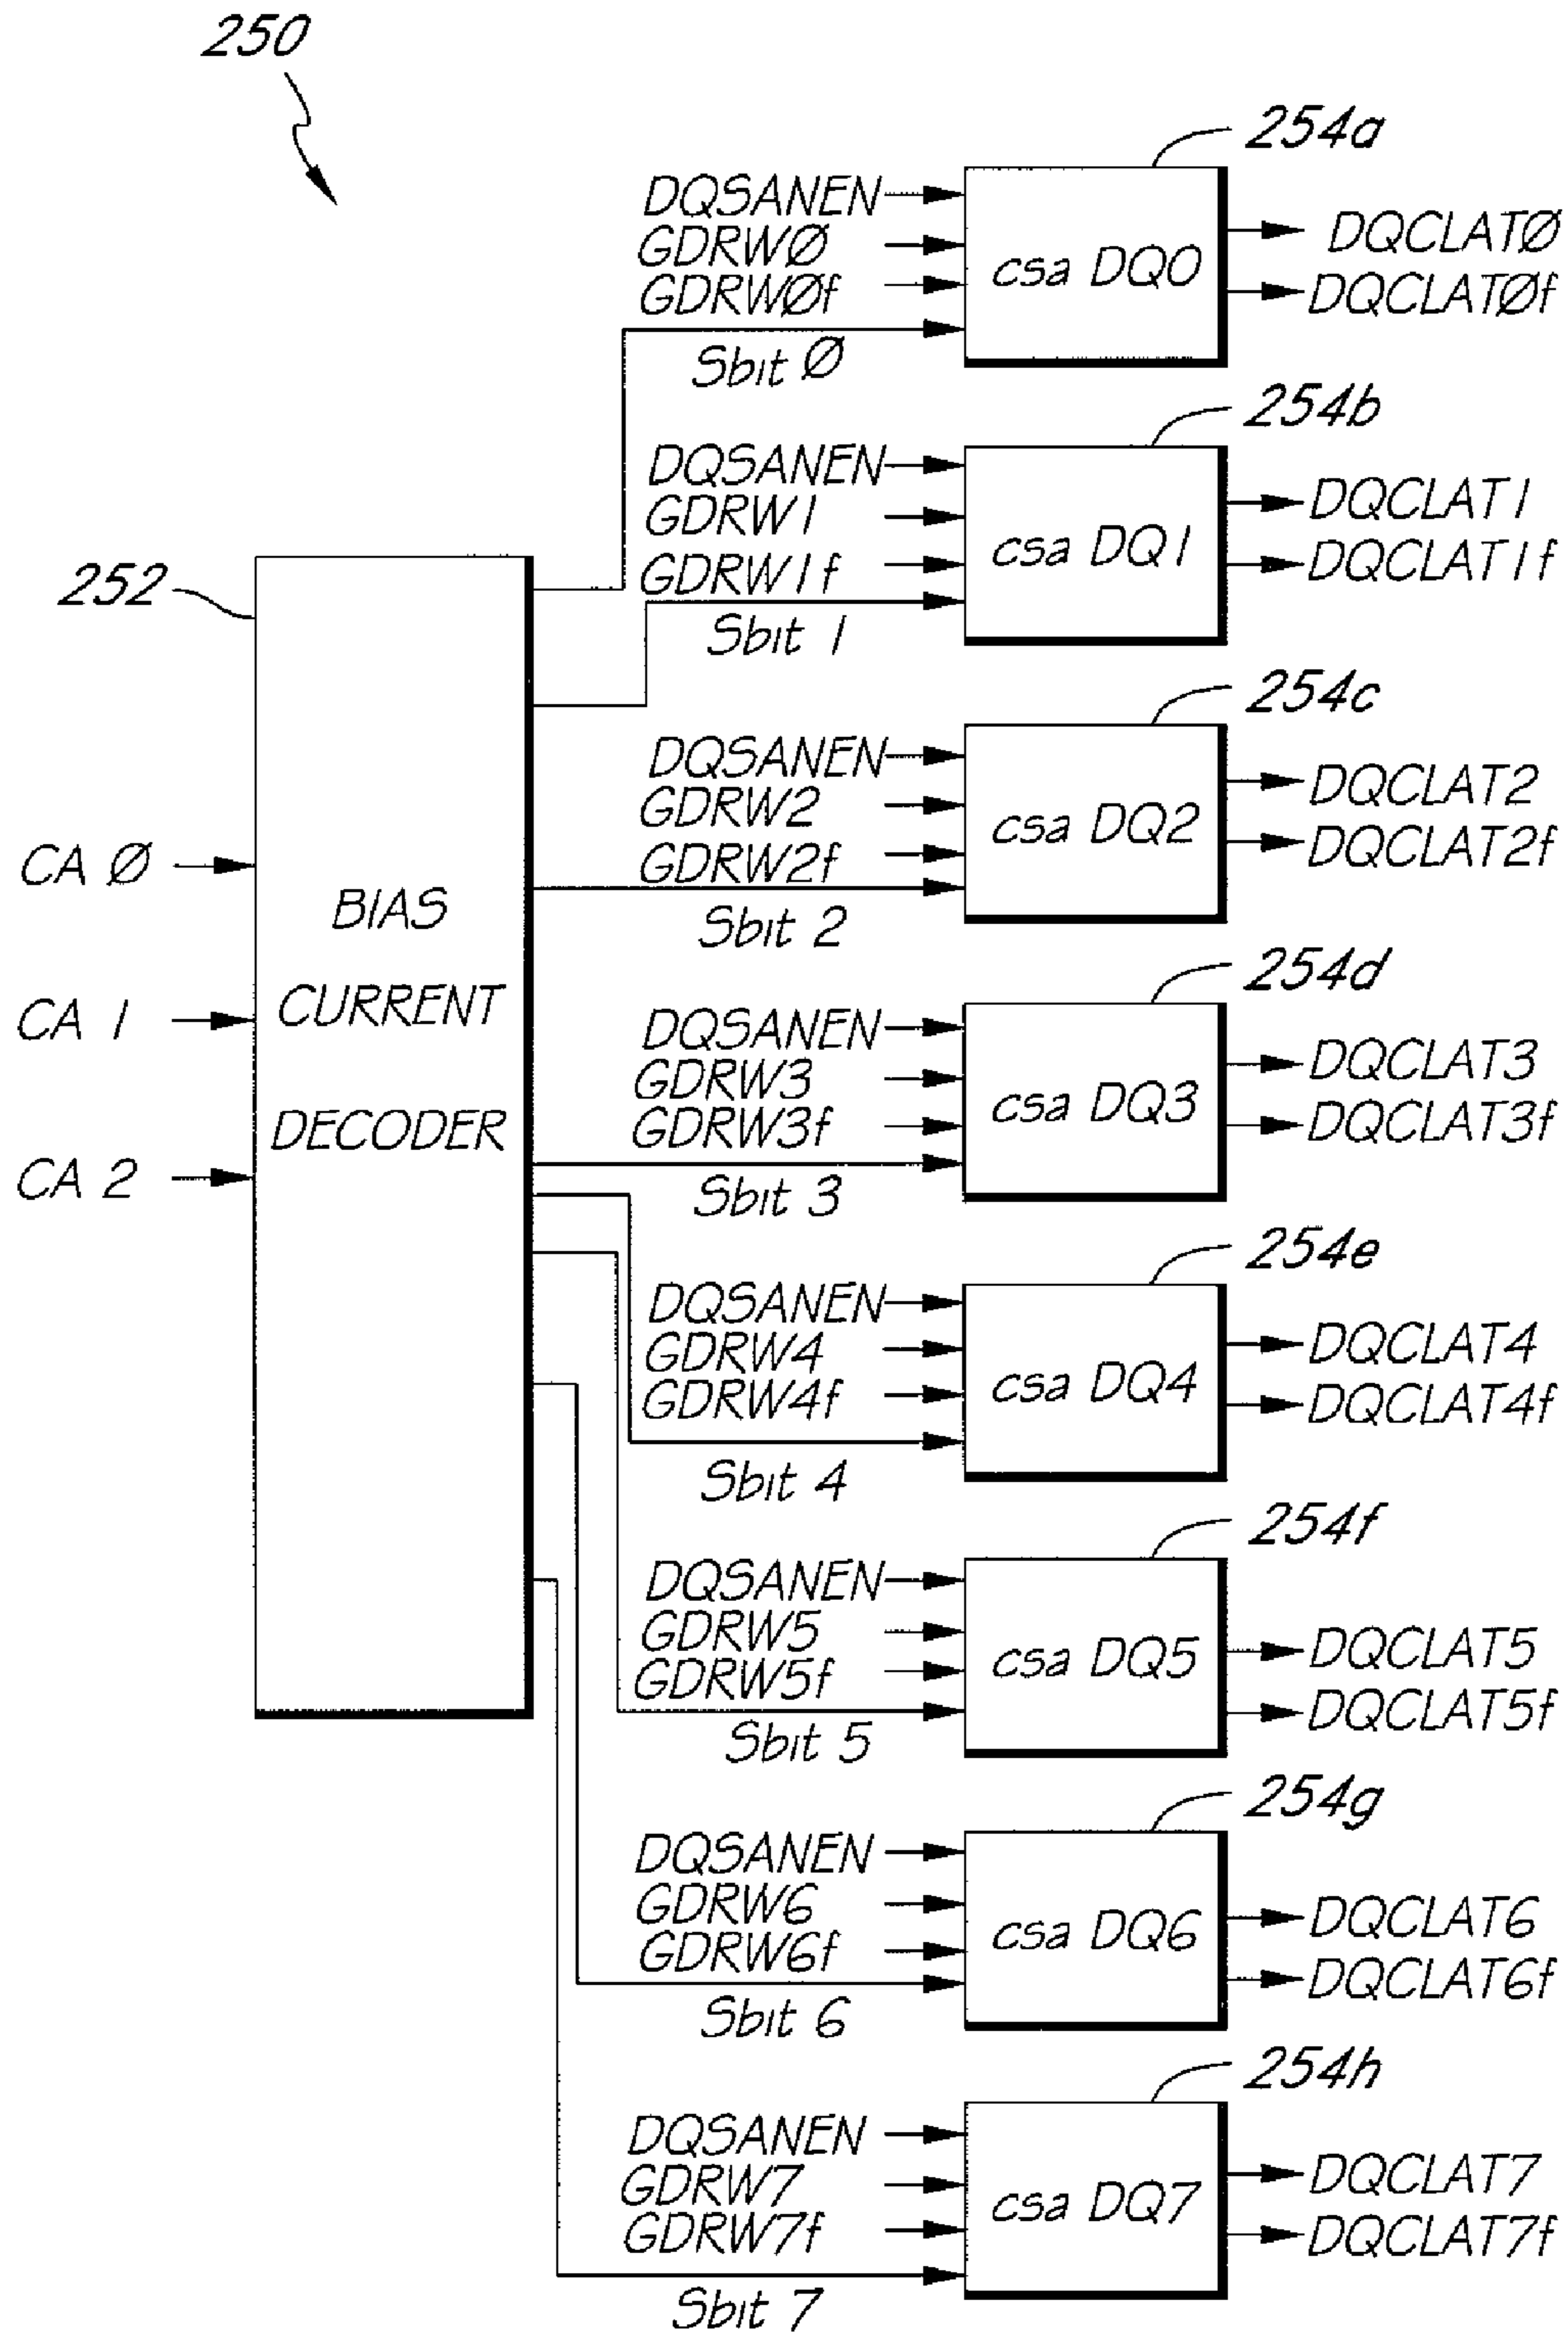 250
254a
DQSANEN
GDRWØ
GDRWØf
Sbit Ø
csa DQ0
DQCLATØ
DQCLATØf
254b
DQSANEN
GDRW1
GDRW1f
Sbit 1
csa DQ1
DQCLAT1
DQCLAT1f
252
254c
DQSANEN
GDRW2
GDRW2f
Sbit 2
csa DQ2
DQCLAT2
DQCLAT2f
CA Ø
CA 1
CA 2
BIAS
CURRENT
DECODER
254d
DQSANEN
GDRW3
GDRW3f
Sbit 3
csa DQ3
DQCLAT3
DQCLAT3f
254e
DQSANEN
GDRW4
GDRW4f
Sbit 4
csa DQ4
DQCLAT4
DQCLAT4f
254f
DQSANEN
GDRW5
GDRW5f
Sbit 5
csa DQ5
DQCLAT5
DQCLAT5f
254g
DQSANEN
GDRW6
GDRW6f
Sbit 6
csa DQ6
DQCLAT6
DQCLAT6f
254h
DQSANEN
GDRW7
GDRW7f
Sbit 7
csa DQ7
DQCLAT7
DQCLAT7f